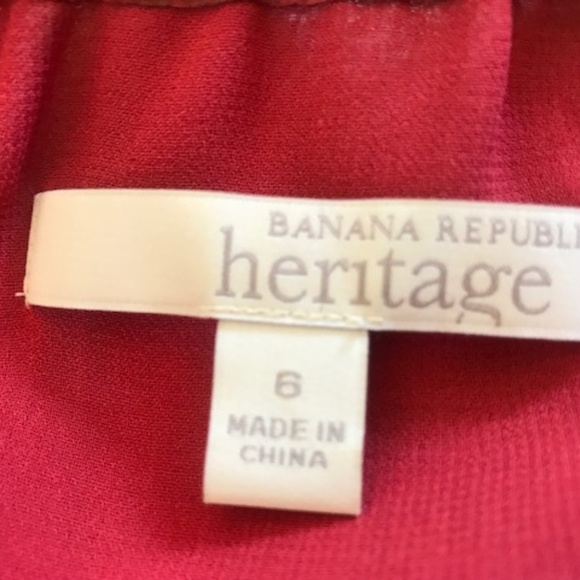 BANANA REPUBLI
heritage
6
MADE IN
CHINA